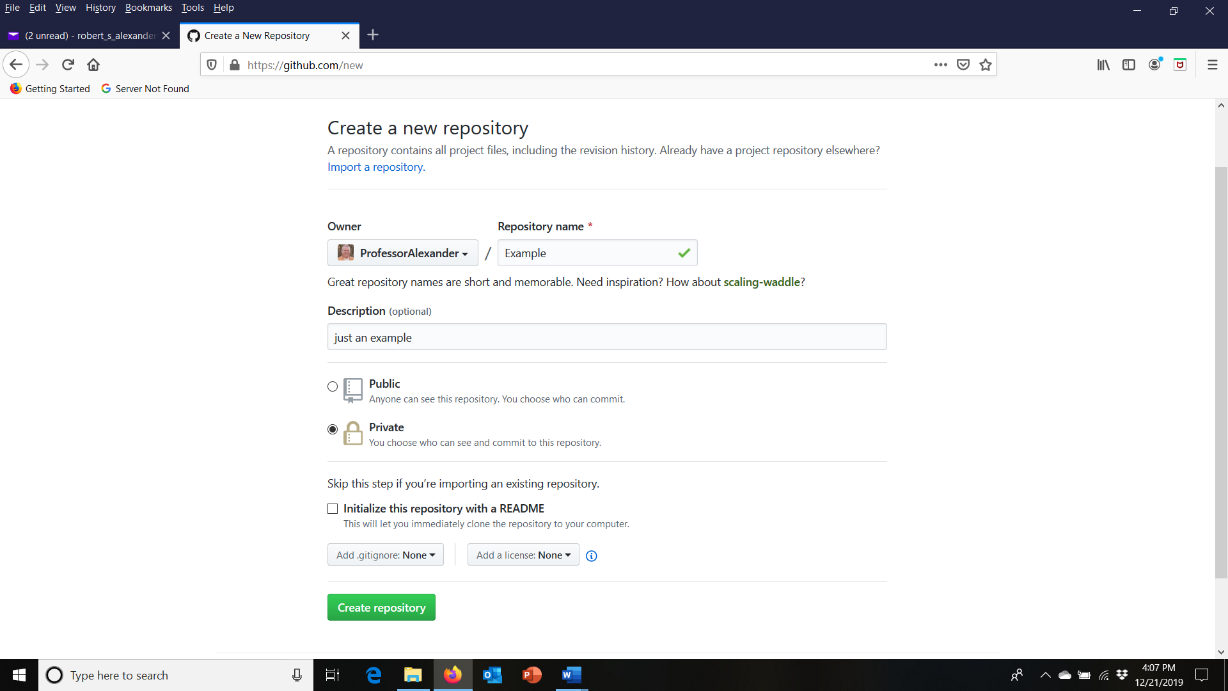 File Edit View History Bookmarks Tools Help
(2 unread) - robert_s_alexander
Create a New Repository
https://github.com/new
Getting Started
Server Not Found
Create a new repository
A repository contains all project files, including the revision history. Already have a project repository elsewhere?
Import a repository.
Owner
Repository name *
ProfessorAlexander
/
Example
Great repository names are short and memorable. Need inspiration? How about scaling-waddle?
Description (optional)
just an example
Public
Anyone can see this repository. You choose who can commit.
Private
You choose who can see and commit to this repository.
Skip this step if you're importing an existing repository.
Initialize this repository with a README
This will let you immediately clone the repository to your computer.
Add .gitignore: None
Add a license: None
Create repository
Type here to search
4:07 PM
12/21/2019